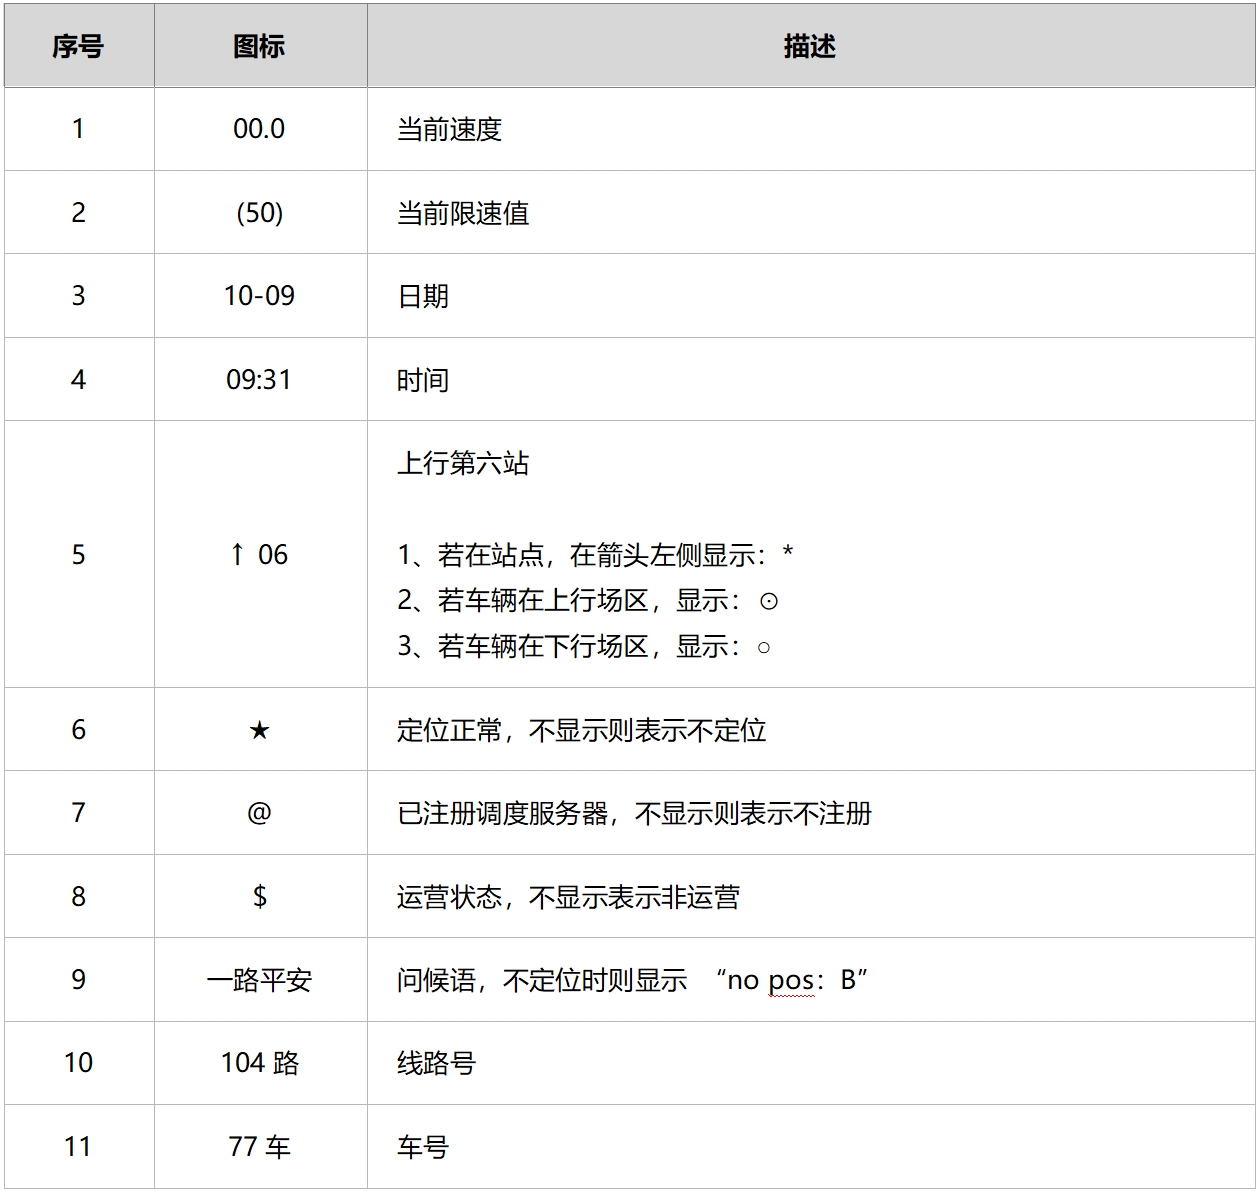 序号 图标 描述
1 00.0 当前速度
2 (50) 当前限速值
3 10-09 日期
4 09:31 时间
上行第六站
5 ↑ 06 1、若在站点，在箭头左侧显示：*
2、若车辆在上行场区，显示：⊙
3、若车辆在下行场区，显示：○
6 ★ 定位正常，不显示则表示不定位
7 @ 已注册调度服务器，不显示则表示不注册
8 $ 运营状态，不显示表示非运营
9 一路平安 问候语，不定位时则显示 “no pos：B”
10 104 路 线路号
11 77 车 车号